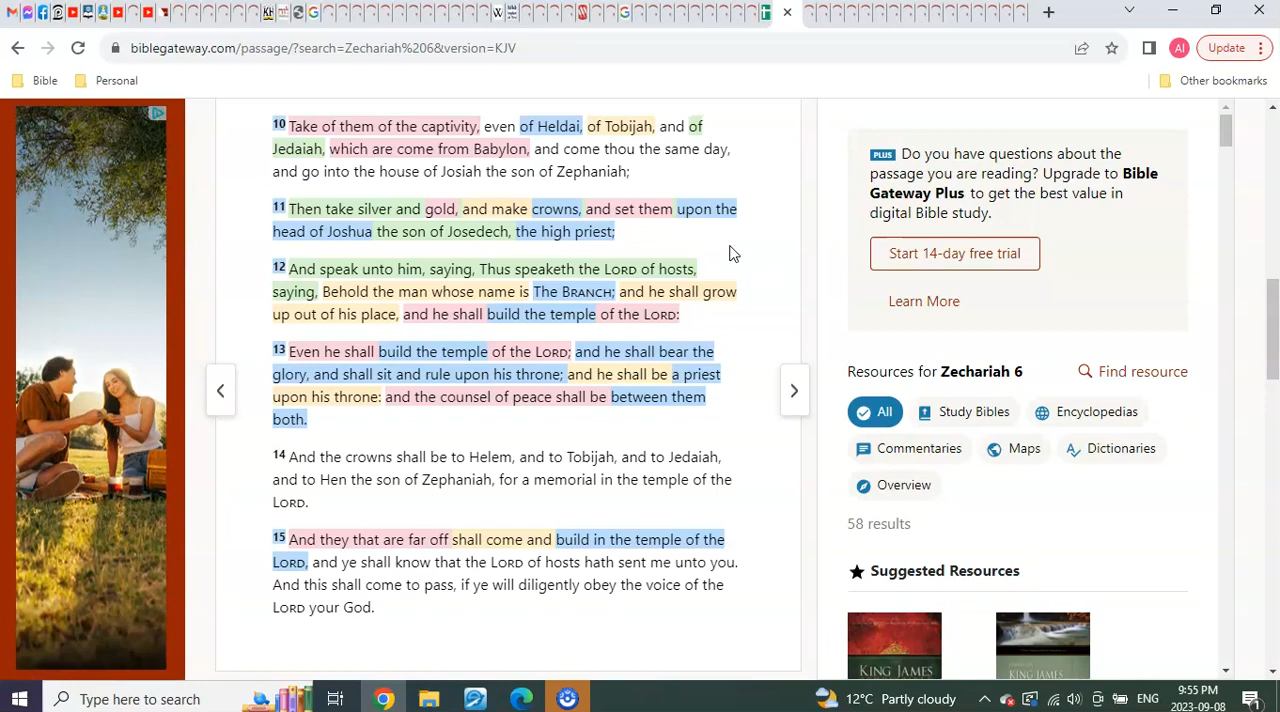 biblegateway.com/passage/?search=Zechariah%206&version=KJV
AI
Update
Bible
Personal
Other bookmarks
10 Take of them of the captivity, even of Heldai, of Tobijah, and of
Jedaiah, which are come from Babylon, and come thou the same day,
and go into the house of Josiah the son of Zephaniah;
11 Then take silver and gold, and make crowns, and set them upon the
head of Joshua the son of Josedech, the high priest;
12 And speak unto him, saying, Thus speaketh the LORD of hosts,
saying, Behold the man whose name is The BRANCH; and he shall grow
up out of his place, and he shall build the temple of the LORD:
13 Even he shall build the temple of the LORD; and he shall bear the
glory, and shall sit and rule upon his throne; and he shall be a priest
upon his throne: and the counsel of peace shall be between them
both.
14 And the crowns shall be to Helem, and to Tobijah, and to Jedaiah,
and to Hen the son of Zephaniah, for a memorial in the temple of the
LORD.
15 And they that are far off shall come and build in the temple of the
LORD, and ye shall know that the LORD of hosts hath sent me unto you.
And this shall come to pass, if ye will diligently obey the voice of the
LORD your God.
PLUS Do you have questions about the
passage you are reading? Upgrade to Bible
Gateway Plus to get the best value in
digital Bible study.
Start 14-day free trial
Learn More
Resources for Zechariah 6
Find resource
All
Study Bibles
Encyclopedias
Commentaries
Maps
Dictionaries
Overview
58 results
Suggested Resources
KING JAMES
KING JAMES
Type here to search
12°C Partly cloudy
ENG
9:55 PM
2023-09-08
1